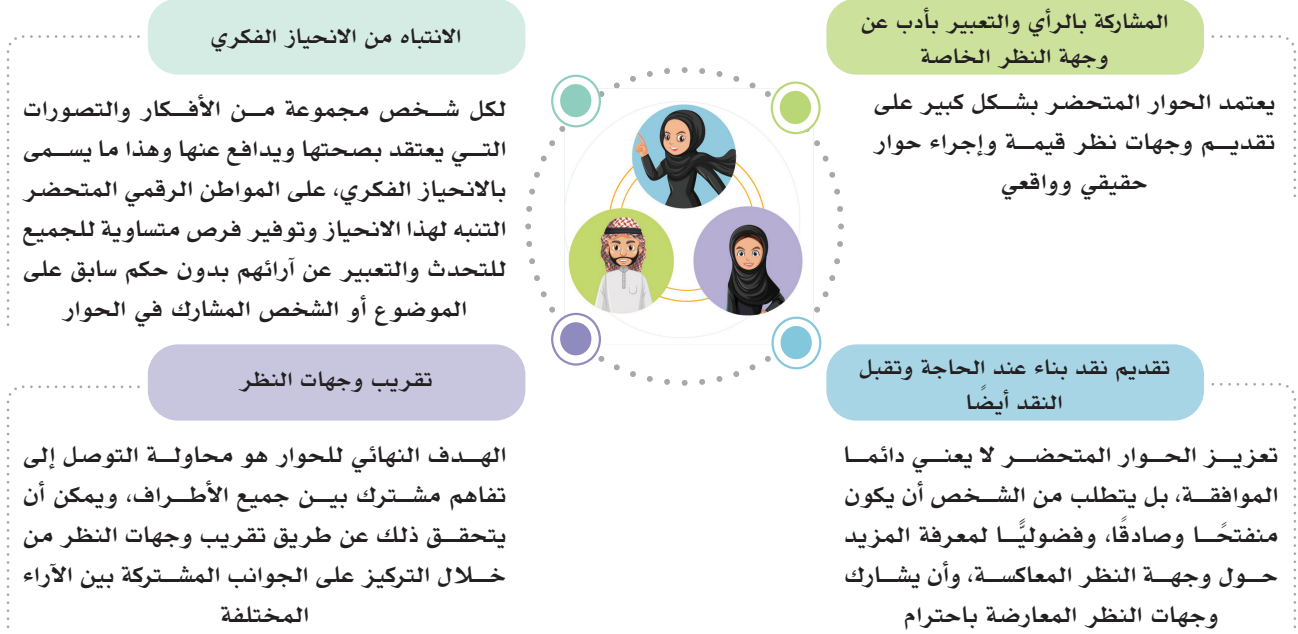 المشاركة بالرأي والتعبير بأدب عن
وجهة النظر الخاصة
يعتمد الحوار المتحضر بشكل كبير على
تقديم وجهات نظر قيمة وإجراء حوار
حقيقي وواقعي
الانتباه من الانحياز الفكري
لكل شخص مجموعة من الأفكار والتصورات
التي يعتقد بصحتها ويدافع عنها وهذا ما يسمى
بالانحياز الفكري، على المواطن الرقمي المتحضر
التنبه لهذا الانحياز وتوفير فرص متساوية للجميع
للتحدث والتعبير عن آرائهم بدون حكم سابق على
الموضوع أو الشخص المشارك في الحوار
تقديم نقد بناء عند الحاجة وتقبل
النقد أيضًا
تعزيز الحوار المتحضر لا يعني دائما
الموافقة، بل يتطلب من الشخص أن يكون
منفتحًا وصادقًا، وفضوليًّا لمعرفة المزيد
حول وجهة النظر المعاكسة، وأن يشارك
وجهات النظر المعارضة باحترام
تقريب وجهات النظر
الهدف النهائي للحوار هو محاولة التوصل إلى
تفاهم مشترك بين جميع الأطراف، ويمكن أن
يتحقق ذلك عن طريق تقريب وجهات النظر من
خلال التركيز على الجوانب المشتركة بين الآراء
المختلفة